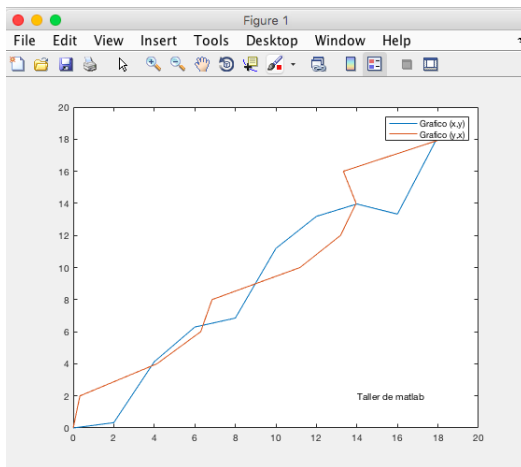 Figure 1
File Edit View Insert Tools Desktop Window Help
20
18
16
14
12
10
8
6
4
2
0
Grafico (x,y)
Grafico (y,x)
Taller de matlab
0 2 4 6 8 10 12 14 16 18 20